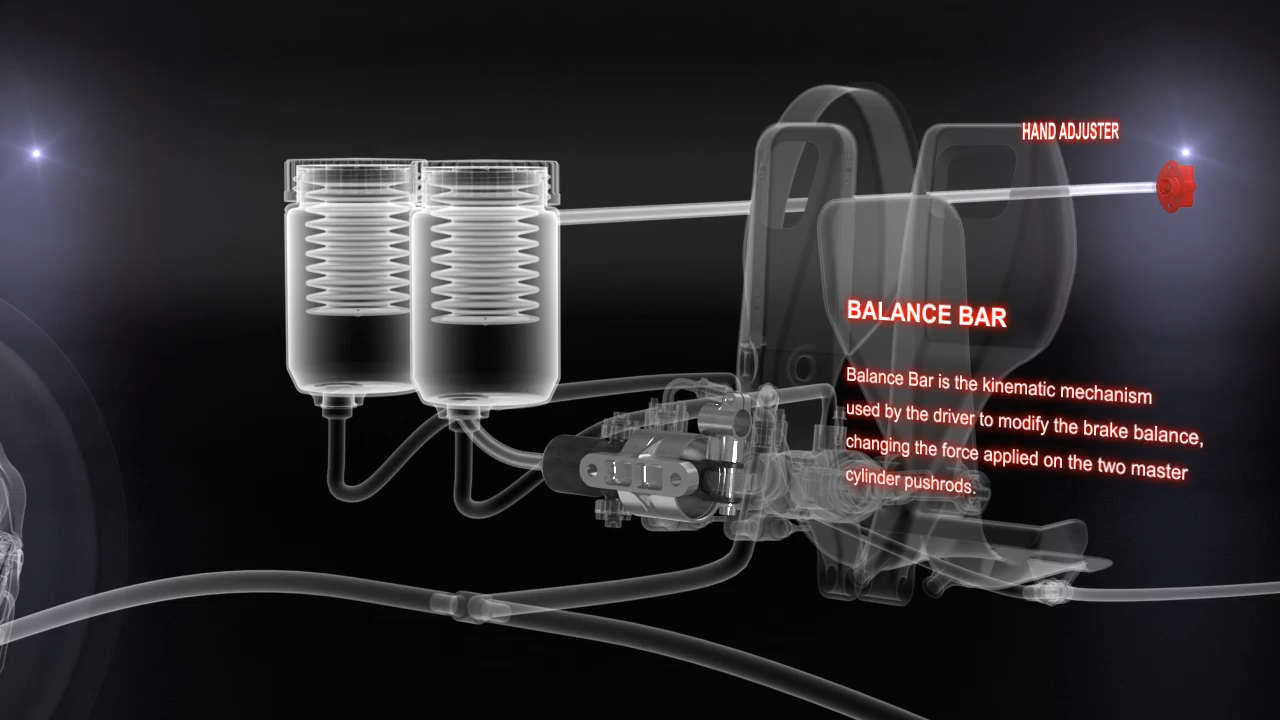 HAND ADJUSTER
BALANCE BAR
Balance Bar is the kinematic mechanism
used by the driver to modify the brake balance,
changing the force applied on the two master
cylinder pushrods.